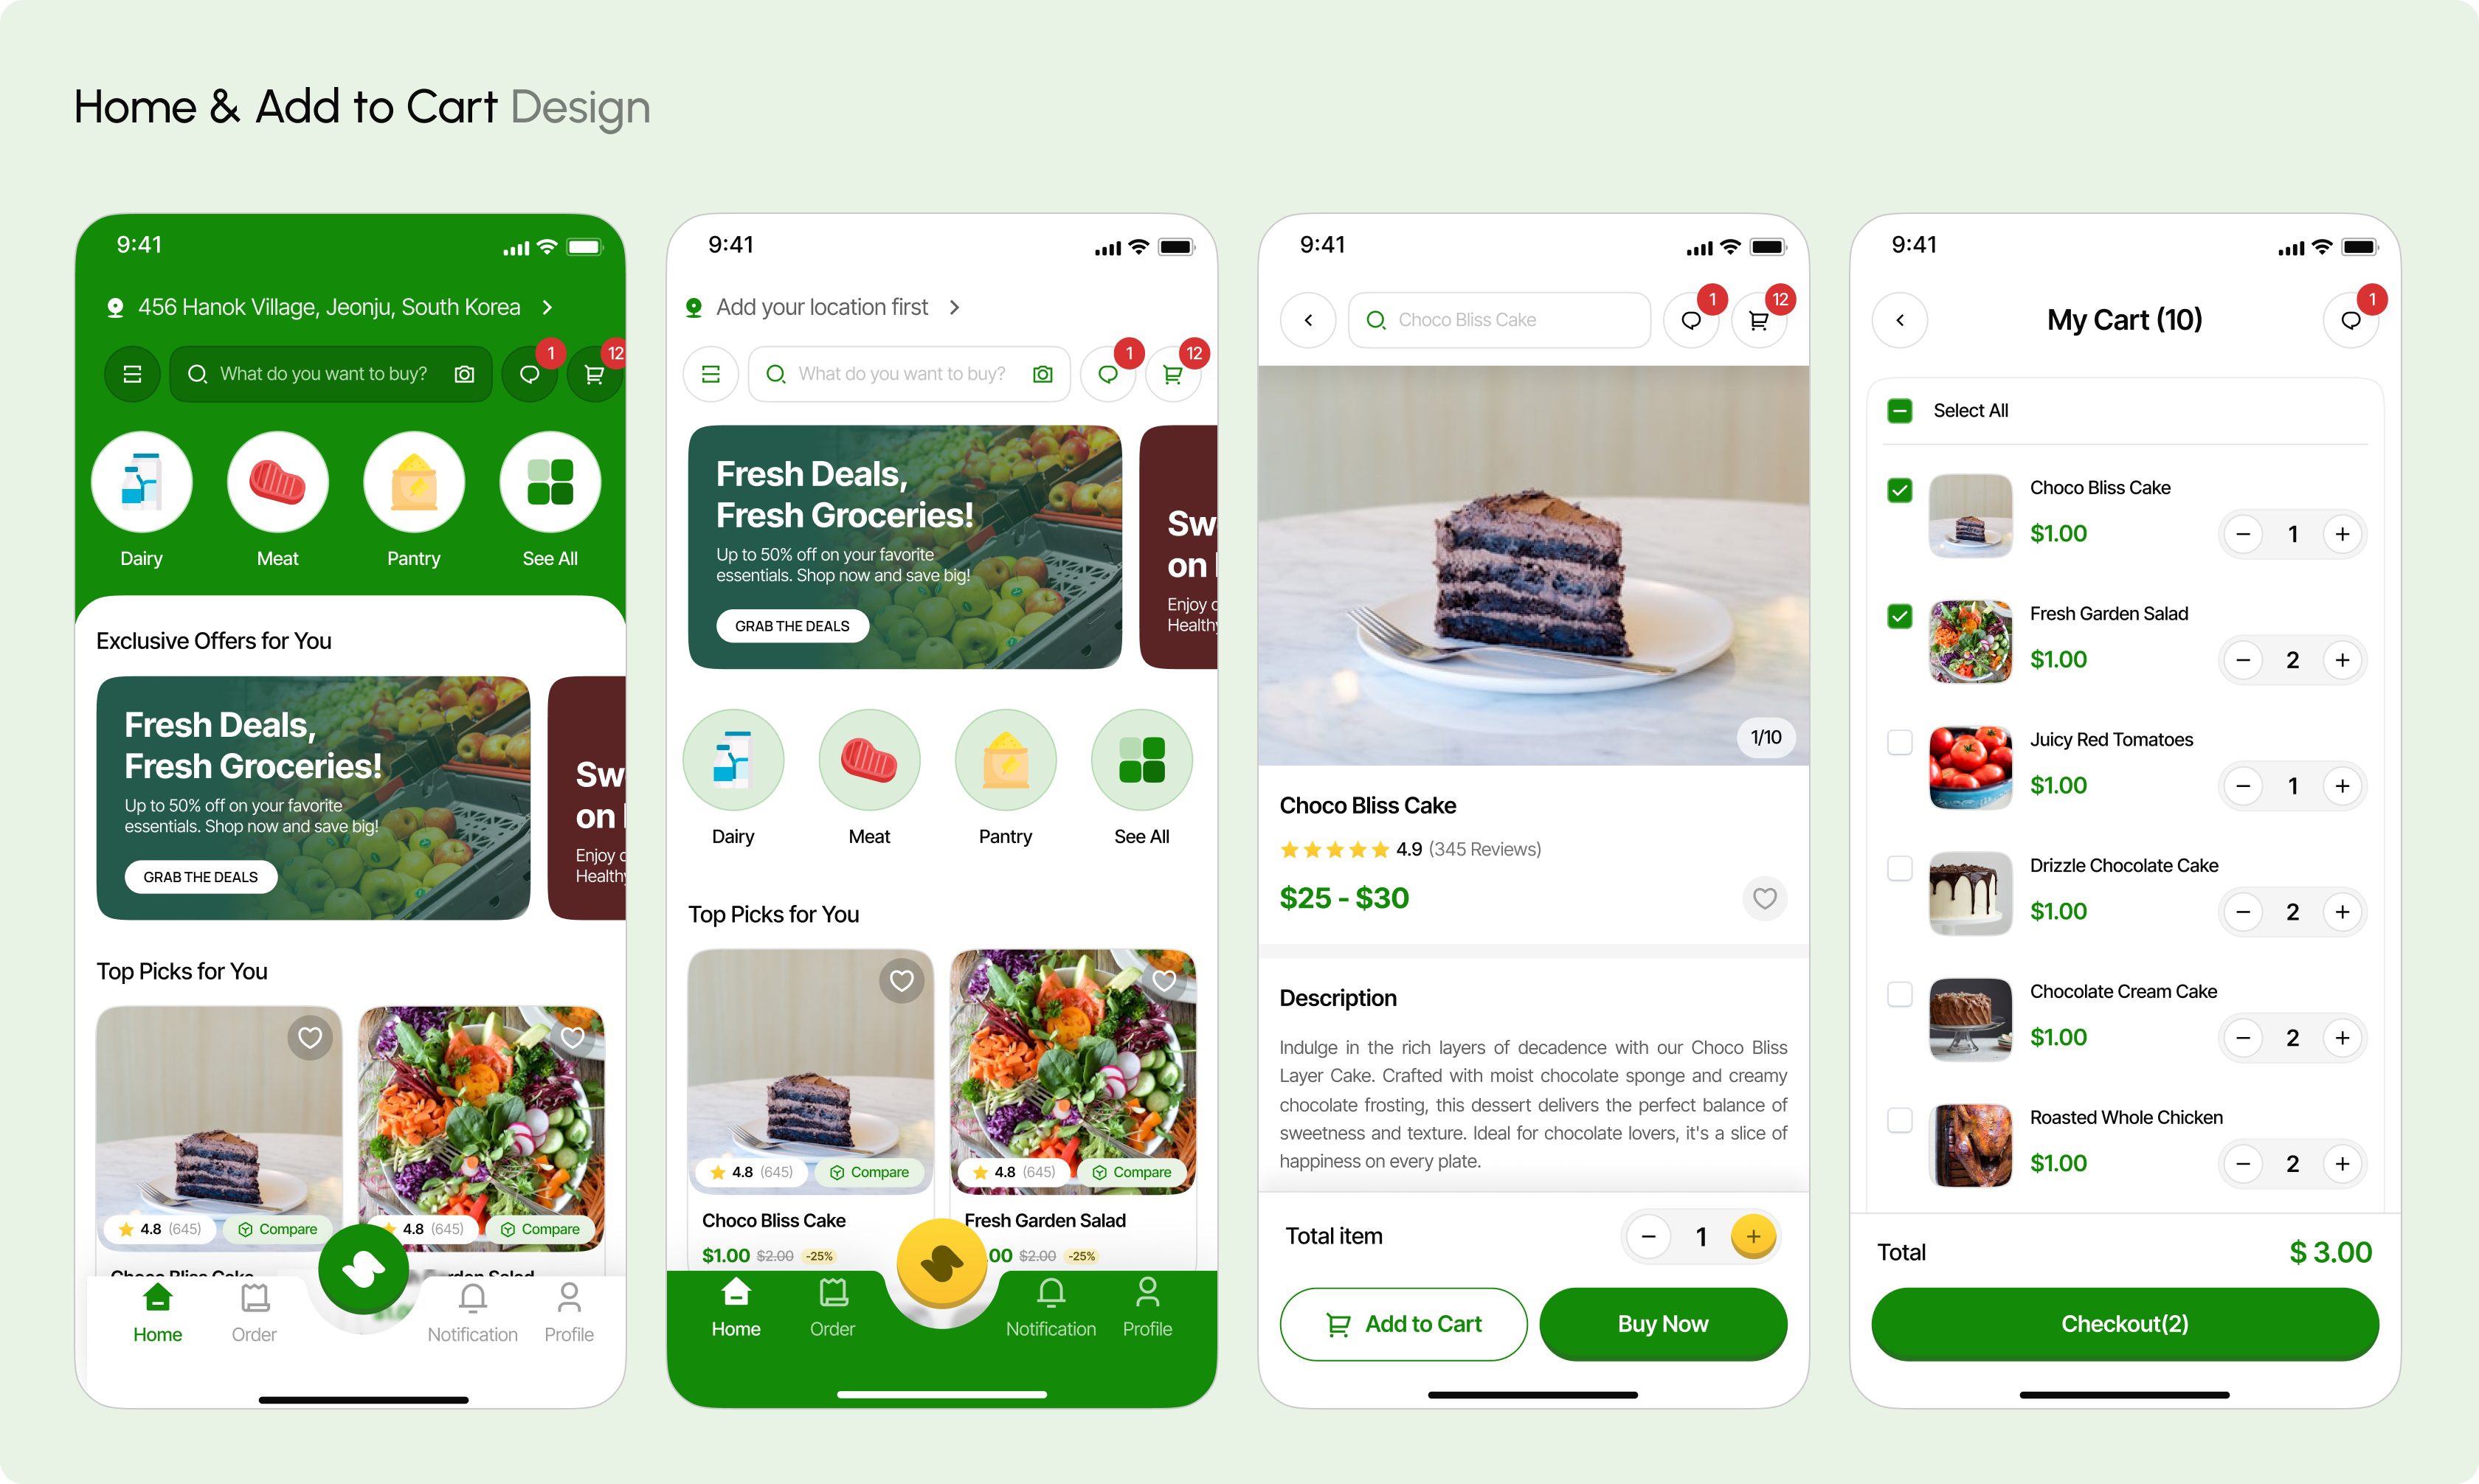 Home & Add to Cart Design
9:41
456 Hanok Village, Jeonju, South Korea
What do you want to buy?
1
12
Dairy
Meat
Pantry
See All
Exclusive Offers for You
Fresh Deals,
Fresh Groceries!
Up to 50% off on your favorite
essentials. Shop now and save big!
GRAB THE DEALS
Sw
on
Enjoy
Healthy
Top Picks for You
4.8 (645)
Compare
4.8 (645)
Compare
Choco Bliss Cake
rden Salad
Home
Order
Notification
Profile
9:41
Add your location first
What do you want to buy?
1
12
Fresh Deals,
Fresh Groceries!
Up to 50% off on your favorite
essentials. Shop now and save big!
GRAB THE DEALS
Sw
on
Enjoy
Healthy
Dairy
Meat
Pantry
See All
Top Picks for You
4.8 (645)
Compare
4.8 (645)
Compare
Choco Bliss Cake
Fresh Garden Salad
$1.00 $2.00 -25%
.00 $2.00 -25%
Home
Order
Notification
Profile
9:41
Choco Bliss Cake
1
12
1/10
Choco Bliss Cake
4.9 (345 Reviews)
$25 - $30
Description
Indulge in the rich layers of decadence with our Choco Bliss
Layer Cake. Crafted with moist chocolate sponge and creamy
chocolate frosting, this dessert delivers the perfect balance of
sweetness and texture. Ideal for chocolate lovers, it's a slice of
happiness on every plate.
Total item
1
Add to Cart
Buy Now
9:41
My Cart (10)
1
Select All
Choco Bliss Cake
$1.00
1
Fresh Garden Salad
$1.00
2
Juicy Red Tomatoes
$1.00
1
Drizzle Chocolate Cake
$1.00
2
Chocolate Cream Cake
$1.00
2
Roasted Whole Chicken
$1.00
2
Total
$ 3.00
Checkout(2)